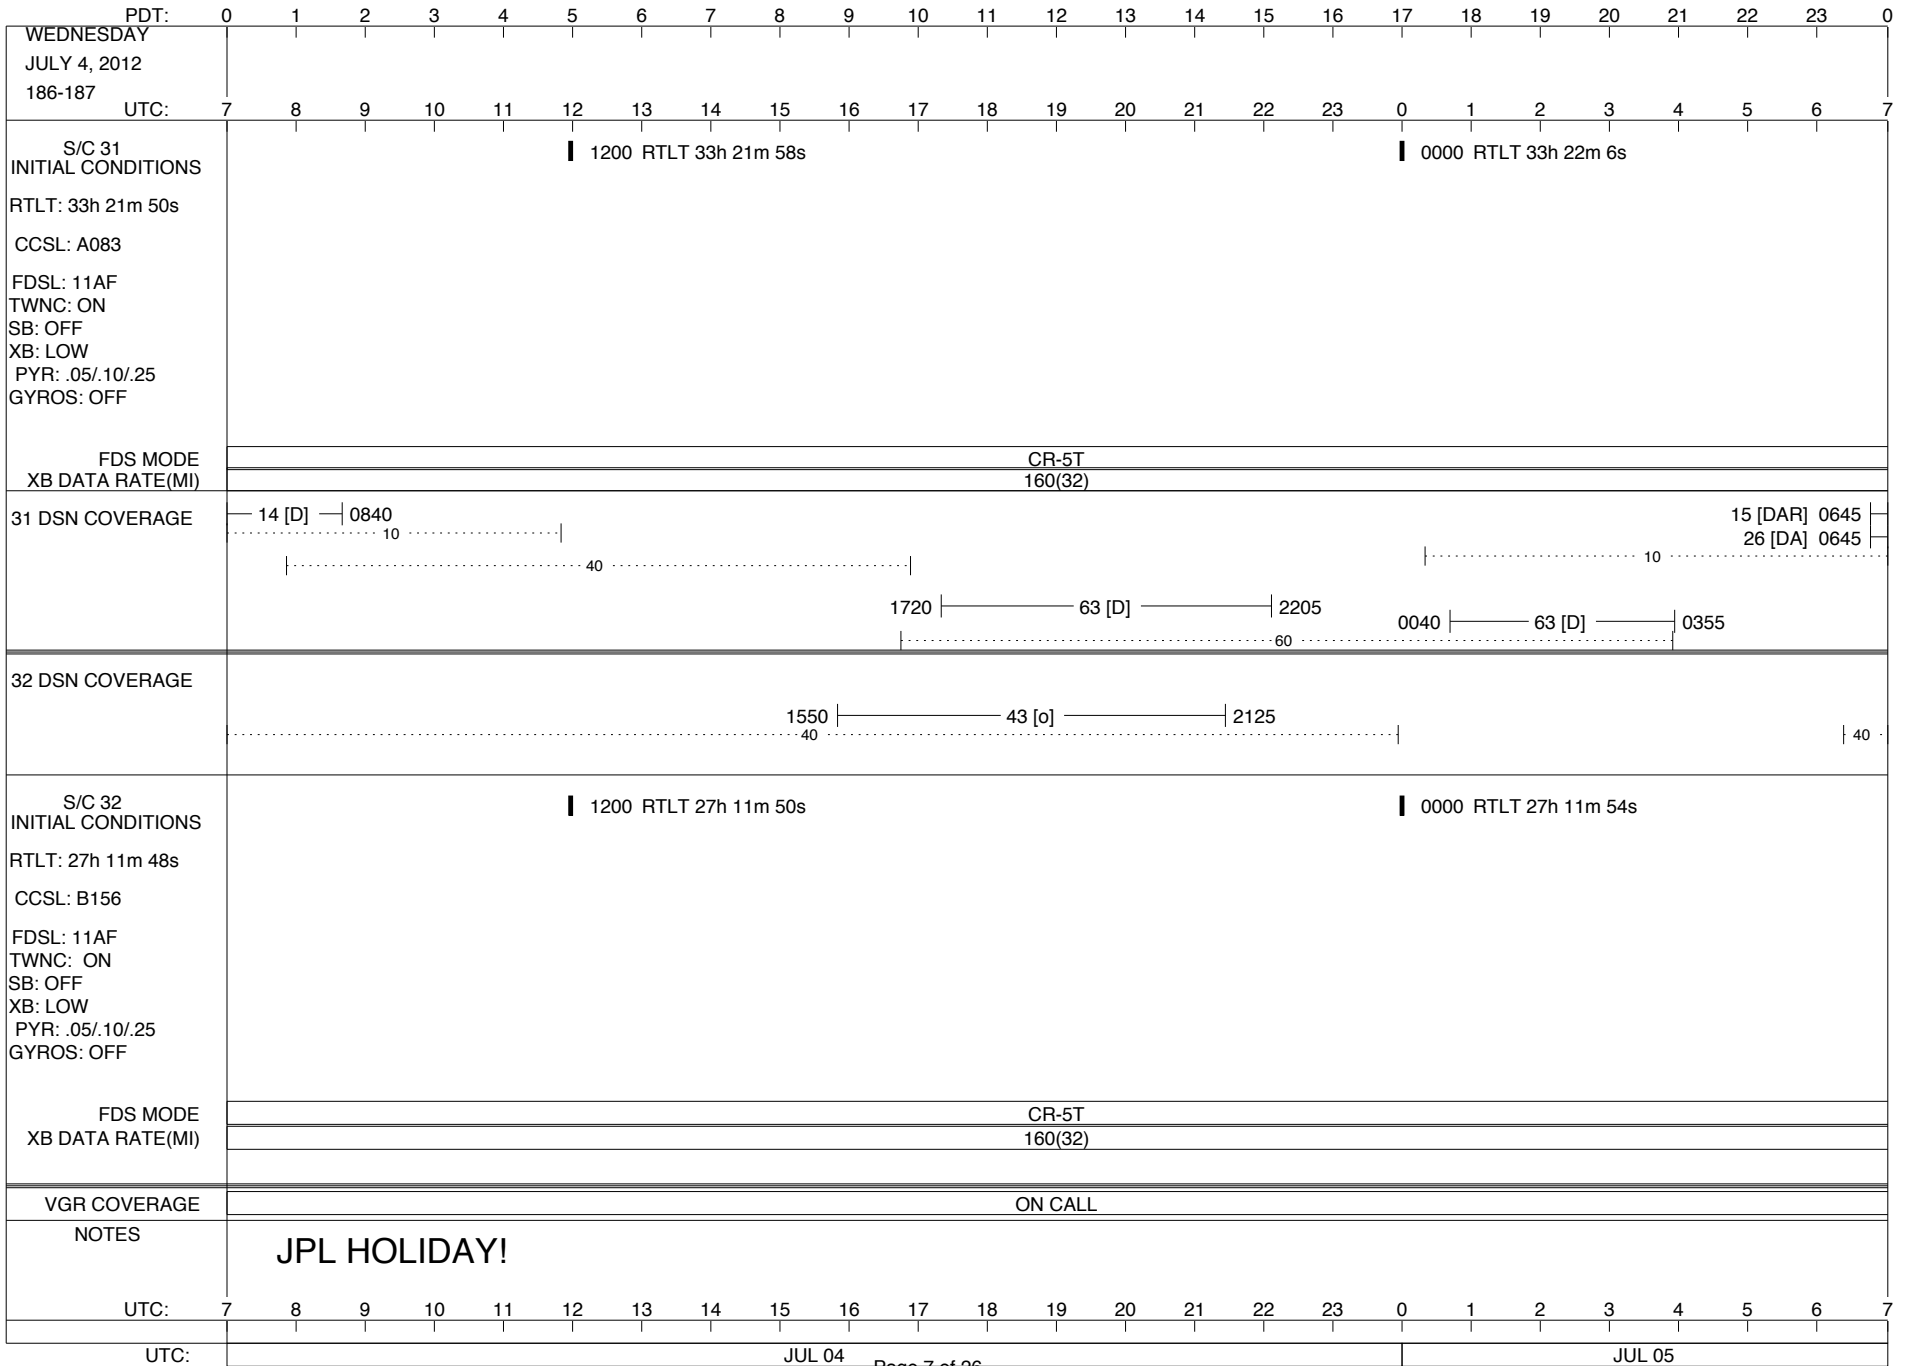 PDT: 0 1 2 3 4 5 6 7 8 9 10 11 12 13 14 15 16 17 18 19 20 21 22 23 0
WEDNESDAY
JULY 4, 2012
186-187
UTC: 7 8 9 10 11 12 13 14 15 16 17 18 19 20 21 22 23 0 1 2 3 4 5 6 7
S/C 31
INITIAL CONDITIONS
1200 RTLT 33h 21m 58s
0000 RTLT 33h 22m 6s
RTLT: 33h 21m 50s
CCSL: A083
FDSL: 11AF
TWNC: ON
SB: OFF
XB: LOW
PYR: .05/.10/.25
GYROS: OFF
FDS MODE CR-5T
XB DATA RATE(MI) 160(32)
31 DSN COVERAGE
14 [D] 0840
15 [DAR] 0645
10
26 [DA] 0645
10
40
1720 63 [D] 2205
0040 63 [D] 0355
60
32 DSN COVERAGE
1550 43 [o] 2125
40
40
S/C 32
INITIAL CONDITIONS
1200 RTLT 27h 11m 50s
0000 RTLT 27h 11m 54s
RTLT: 27h 11m 48s
CCSL: B156
FDSL: 11AF
TWNC: ON
SB: OFF
XB: LOW
PYR: .05/.10/.25
GYROS: OFF
FDS MODE CR-5T
XB DATA RATE(MI) 160(32)
VGR COVERAGE ON CALL
NOTES
JPL HOLIDAY!
UTC: 7 8 9 10 11 12 13 14 15 16 17 18 19 20 21 22 23 0 1 2 3 4 5 6 7
UTC: JUL 04 JUL 05
Page 7 of 26